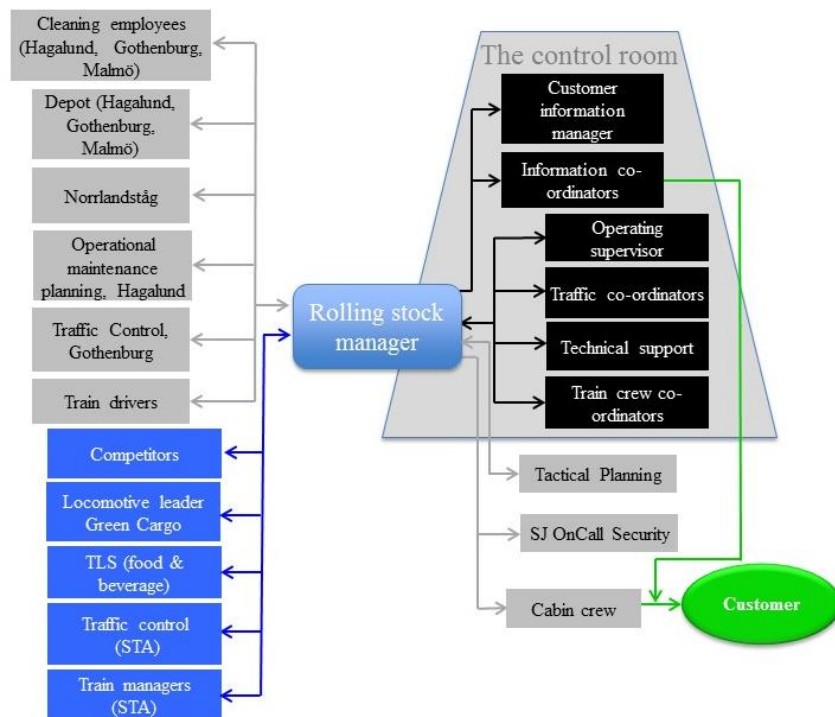 Cleaning employees
(Hagalund, Gothenburg,
Malmö)
Depot (Hagalund,
Gothenburg,
Malmö)
Norrlandståg
Operational
maintenance
planning, Hagalund
Traffic Control,
Gothenburg
Train drivers
Competitors
Locomotive leader
Green Cargo
TLS (food &
beverage)
Traffic control
(STA)
Train managers
(STA)
Rolling stock
manager
The control room
Customer
information
manager
Information co-
ordinators
Operating
supervisor
Traffic co-ordinators
Technical support
Train crew co-
ordinators
Tactical Planning
SJ OnCall Security
Cabin crew
Customer